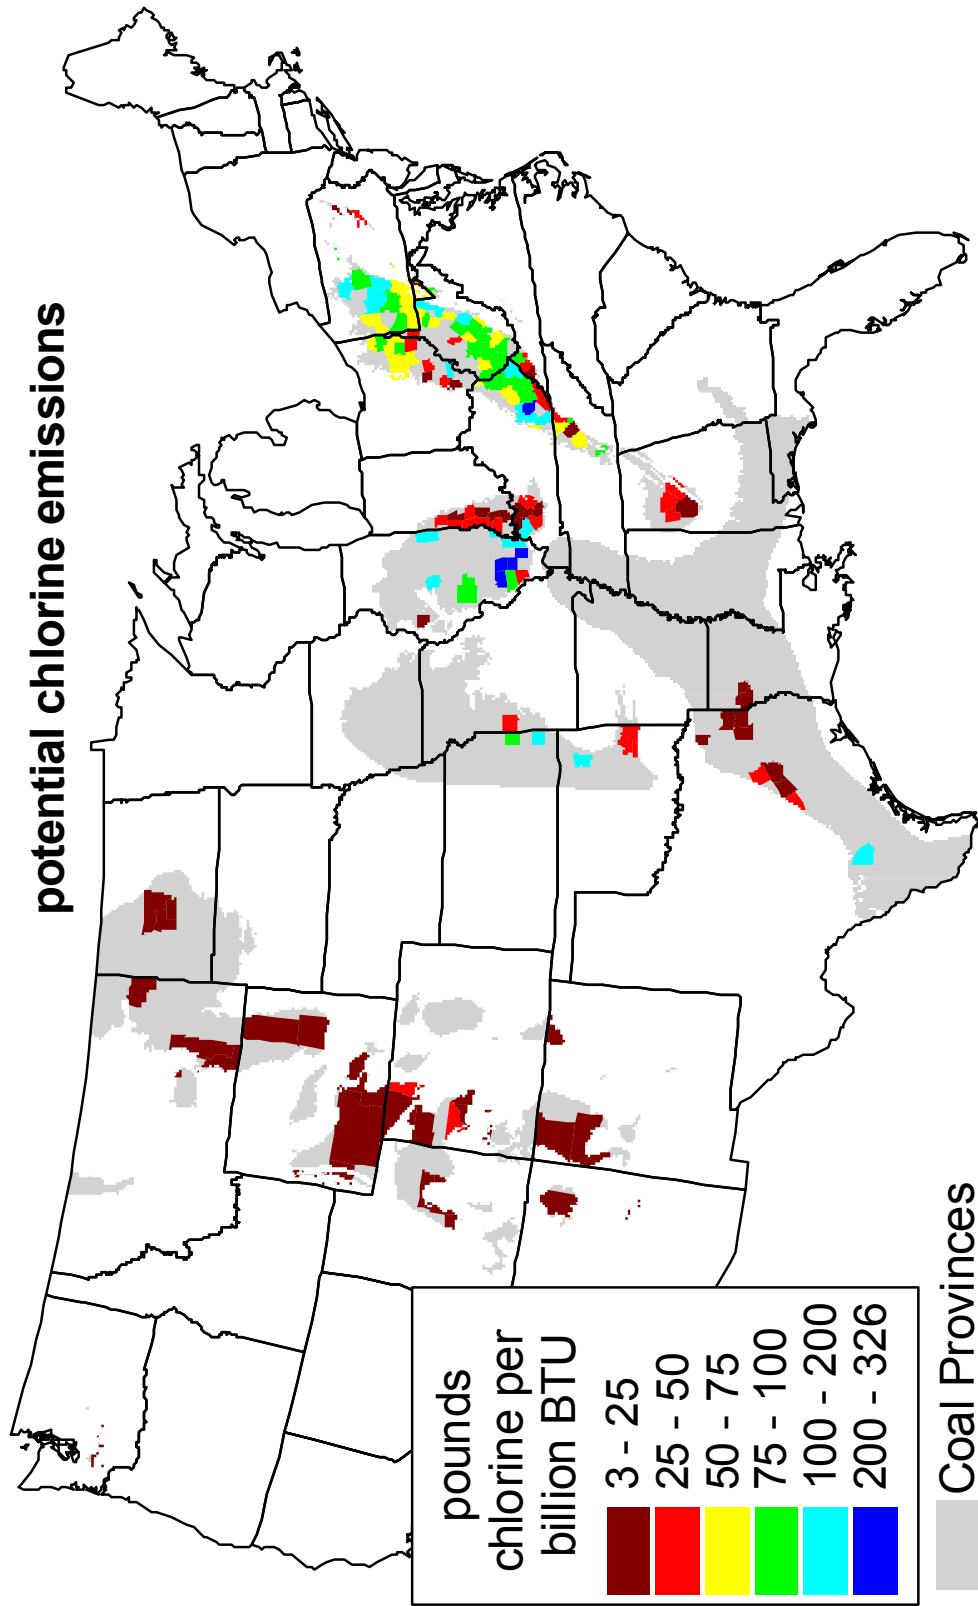 potential chlorine emissions
pounds
chlorine per
billion BTU
3 - 25
25 - 50
50 - 75
75 - 100
100 - 200
200 - 326
Coal Provinces